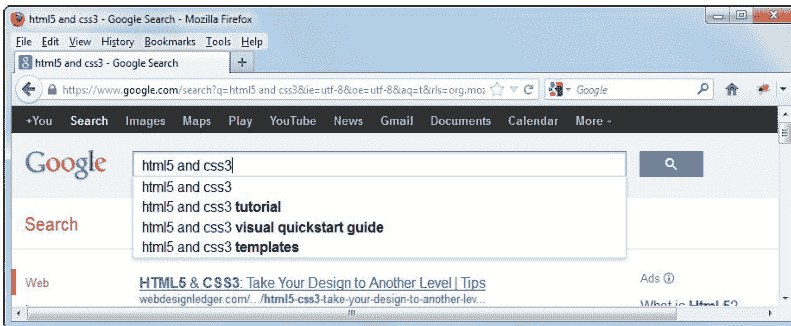 html5 and css3 - Google Search - Mozilla Firefox
File Edit View History Bookmarks Tools Help
html5 and css3 - Google Search
https://www.google.com/search?q=html5 and css3&ie=utf-8&oe=utf-8&aq=t&rls=org.moz
Google
+You Search Images Maps Play YouTube News Gmail Documents Calendar More
Google
html5 and css3
html5 and css3
html5 and css3 tutorial
html5 and css3 visual quickstart guide
html5 and css3 templates
Search
Web
HTML5 & CSS3: Take Your Design to Another Level | Tips
webdesignledger.com/.../html5-css3-take-your-design-to-another-lev...
Ads
What is Html 5?